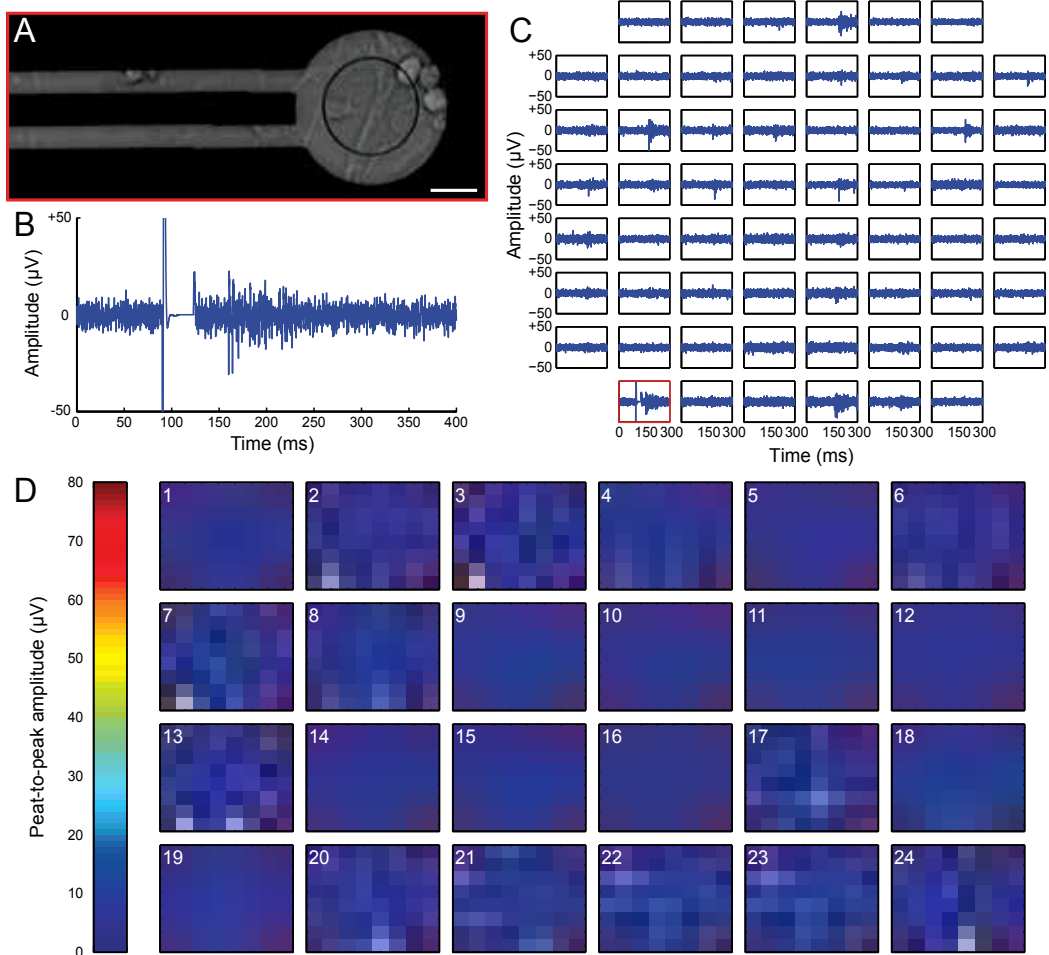 A
B
+50
0
-50
Amplitude (µV)
0 50 100 150 200 250 300 350 400
Time (ms)
C
+50
0
−50
+50
0
−50
+50
0
−50
+50
0
−50
+50
0
−50
+50
0
−50
Amplitude (µV)
0 150 300 150 300 150 300 150 300 150 300 150 300
Time (ms)
D
80
70
60
50
40
30
20
10
0
Peat-to-peak amplitude (µV)
1 2 3 4 5 6
7 8 9 10 11 12
13 14 15 16 17 18
19 20 21 22 23 24